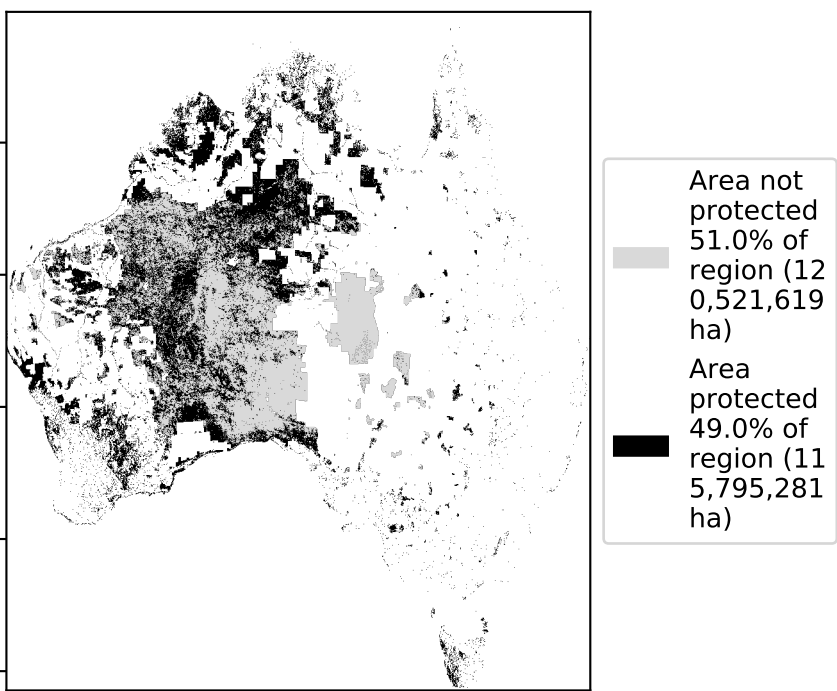 Area not
protected
51.0% of
region (12
0,521,619
ha)
Area
protected
49.0% of
region (11
5,795,281
ha)